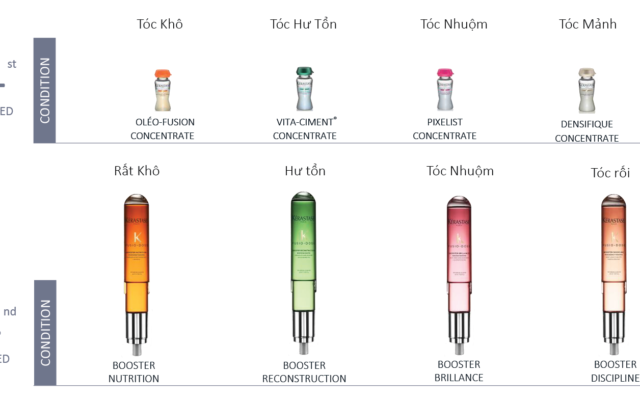 Tóc Khô
Tóc Hư Tổn
Tóc Nhuộm
Tóc Mảnh
st
ED
CONDITION
OLÉO-FUSION
CONCENTRATE
VITA-CIMENT®
CONCENTRATE
PIXELIST
CONCENTRATE
DENSIFIQUE
CONCENTRATE
Rất Khô
Hư tổn
Tóc Nhuộm
Tóc rối
KÉRASTASE
KÉRASTASE
nd
ED
CONDITION
BOOSTER
NUTRITION
BOOSTER
RECONSTRUCTION
BOOSTER
BRILLANCE
BOOSTER
DISCIPLINE